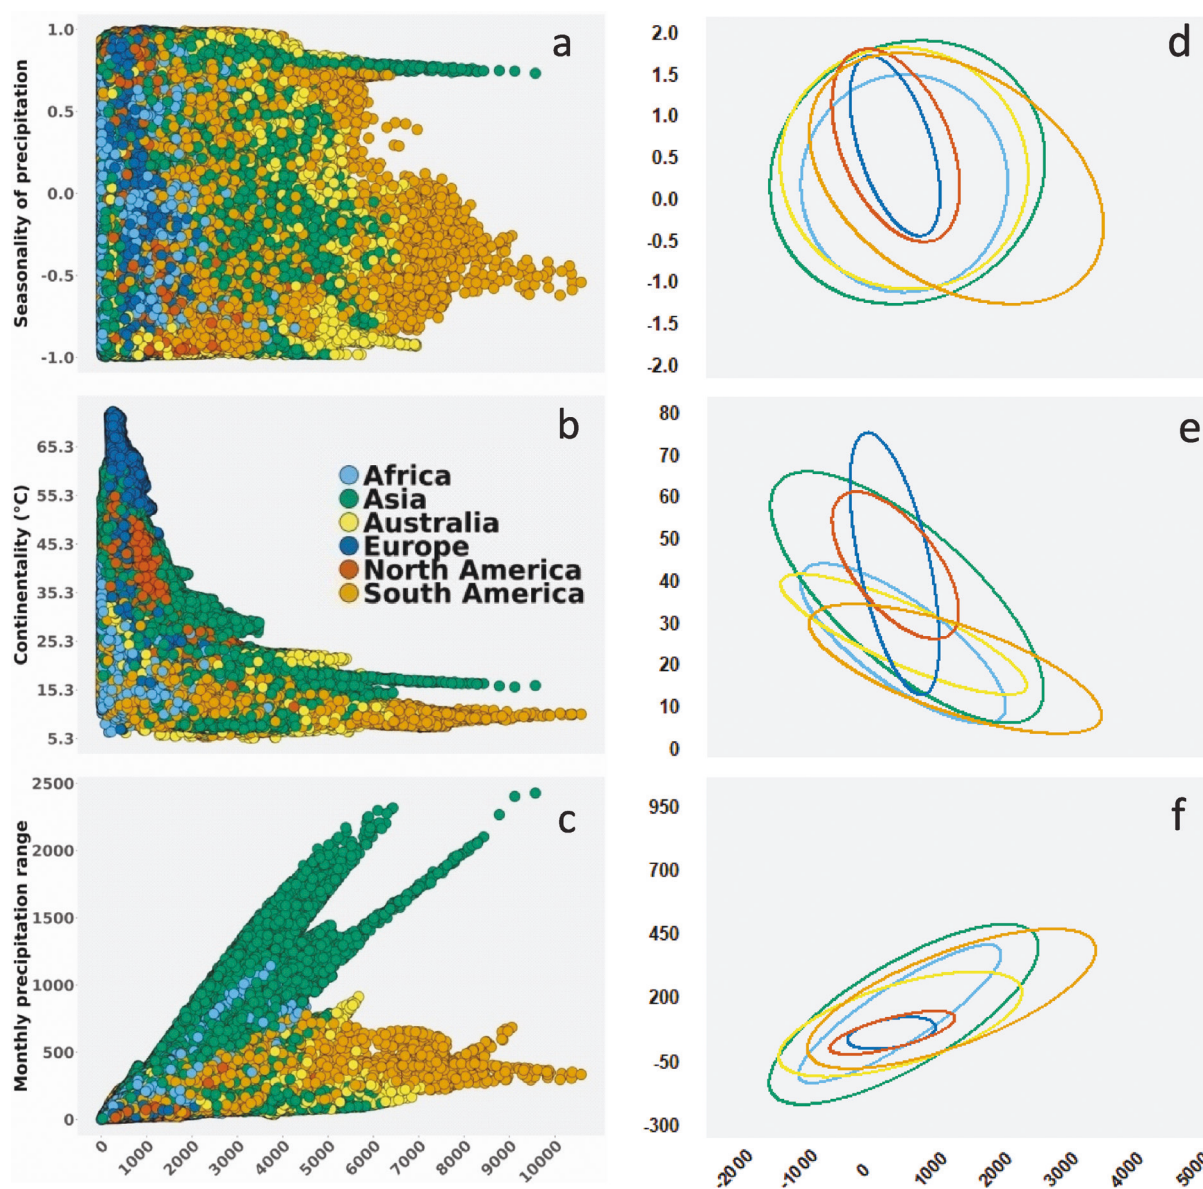 Seasonality of precipitation
1.0
0.5
0.0
-0.5
-1.0
a
2.0
1.5
1.0
0.5
0.0
-0.5
-1.0
-1.5
-2.0
d
Continentality (°C)
65.3
55.3
45.3
35.3
25.3
15.3
5.3
b
Africa
Asia
Australia
Europe
North America
South America
80
70
60
50
40
30
20
10
0
e
Monthly precipitation range
2500
2000
1500
1000
500
0
c
0 1000 2000 3000 4000 5000 6000 7000 8000 9000 10000
950
700
450
200
-50
-300
f
-2000 -1000 0 1000 2000 3000 4000 5000